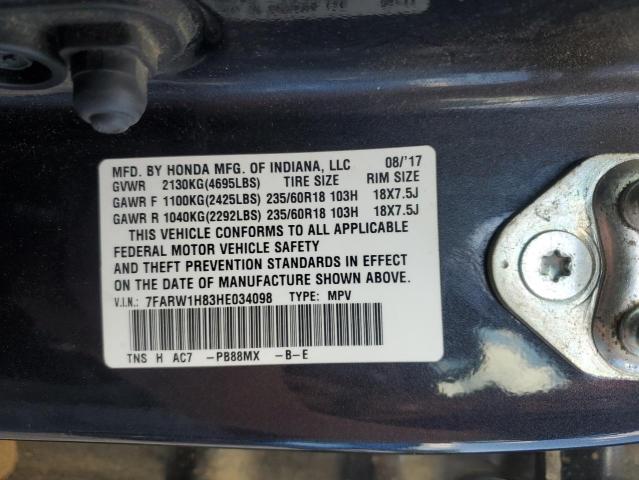 MFD. BY HONDA MFG. OF INDIANA, LLC 08/'17
GVWR 2130KG(4695LBS) TIRE SIZE RIM SIZE
GAWR F 1100KG(2425LBS) 235/60R18 103H 18X7.5J
GAWR R 1040KG(2292LBS) 235/60R18 103H 18X7.5J
THIS VEHICLE CONFORMS TO ALL APPLICABLE
FEDERAL MOTOR VEHICLE SAFETY
AND THEFT PREVENTION STANDARDS IN EFFECT
ON THE DATE OF MANUFACTURE SHOWN ABOVE.
V.I.N.: 7FARW1H83HE034098 TYPE: MPV
TNS H AC7 -PB88MX -B-E